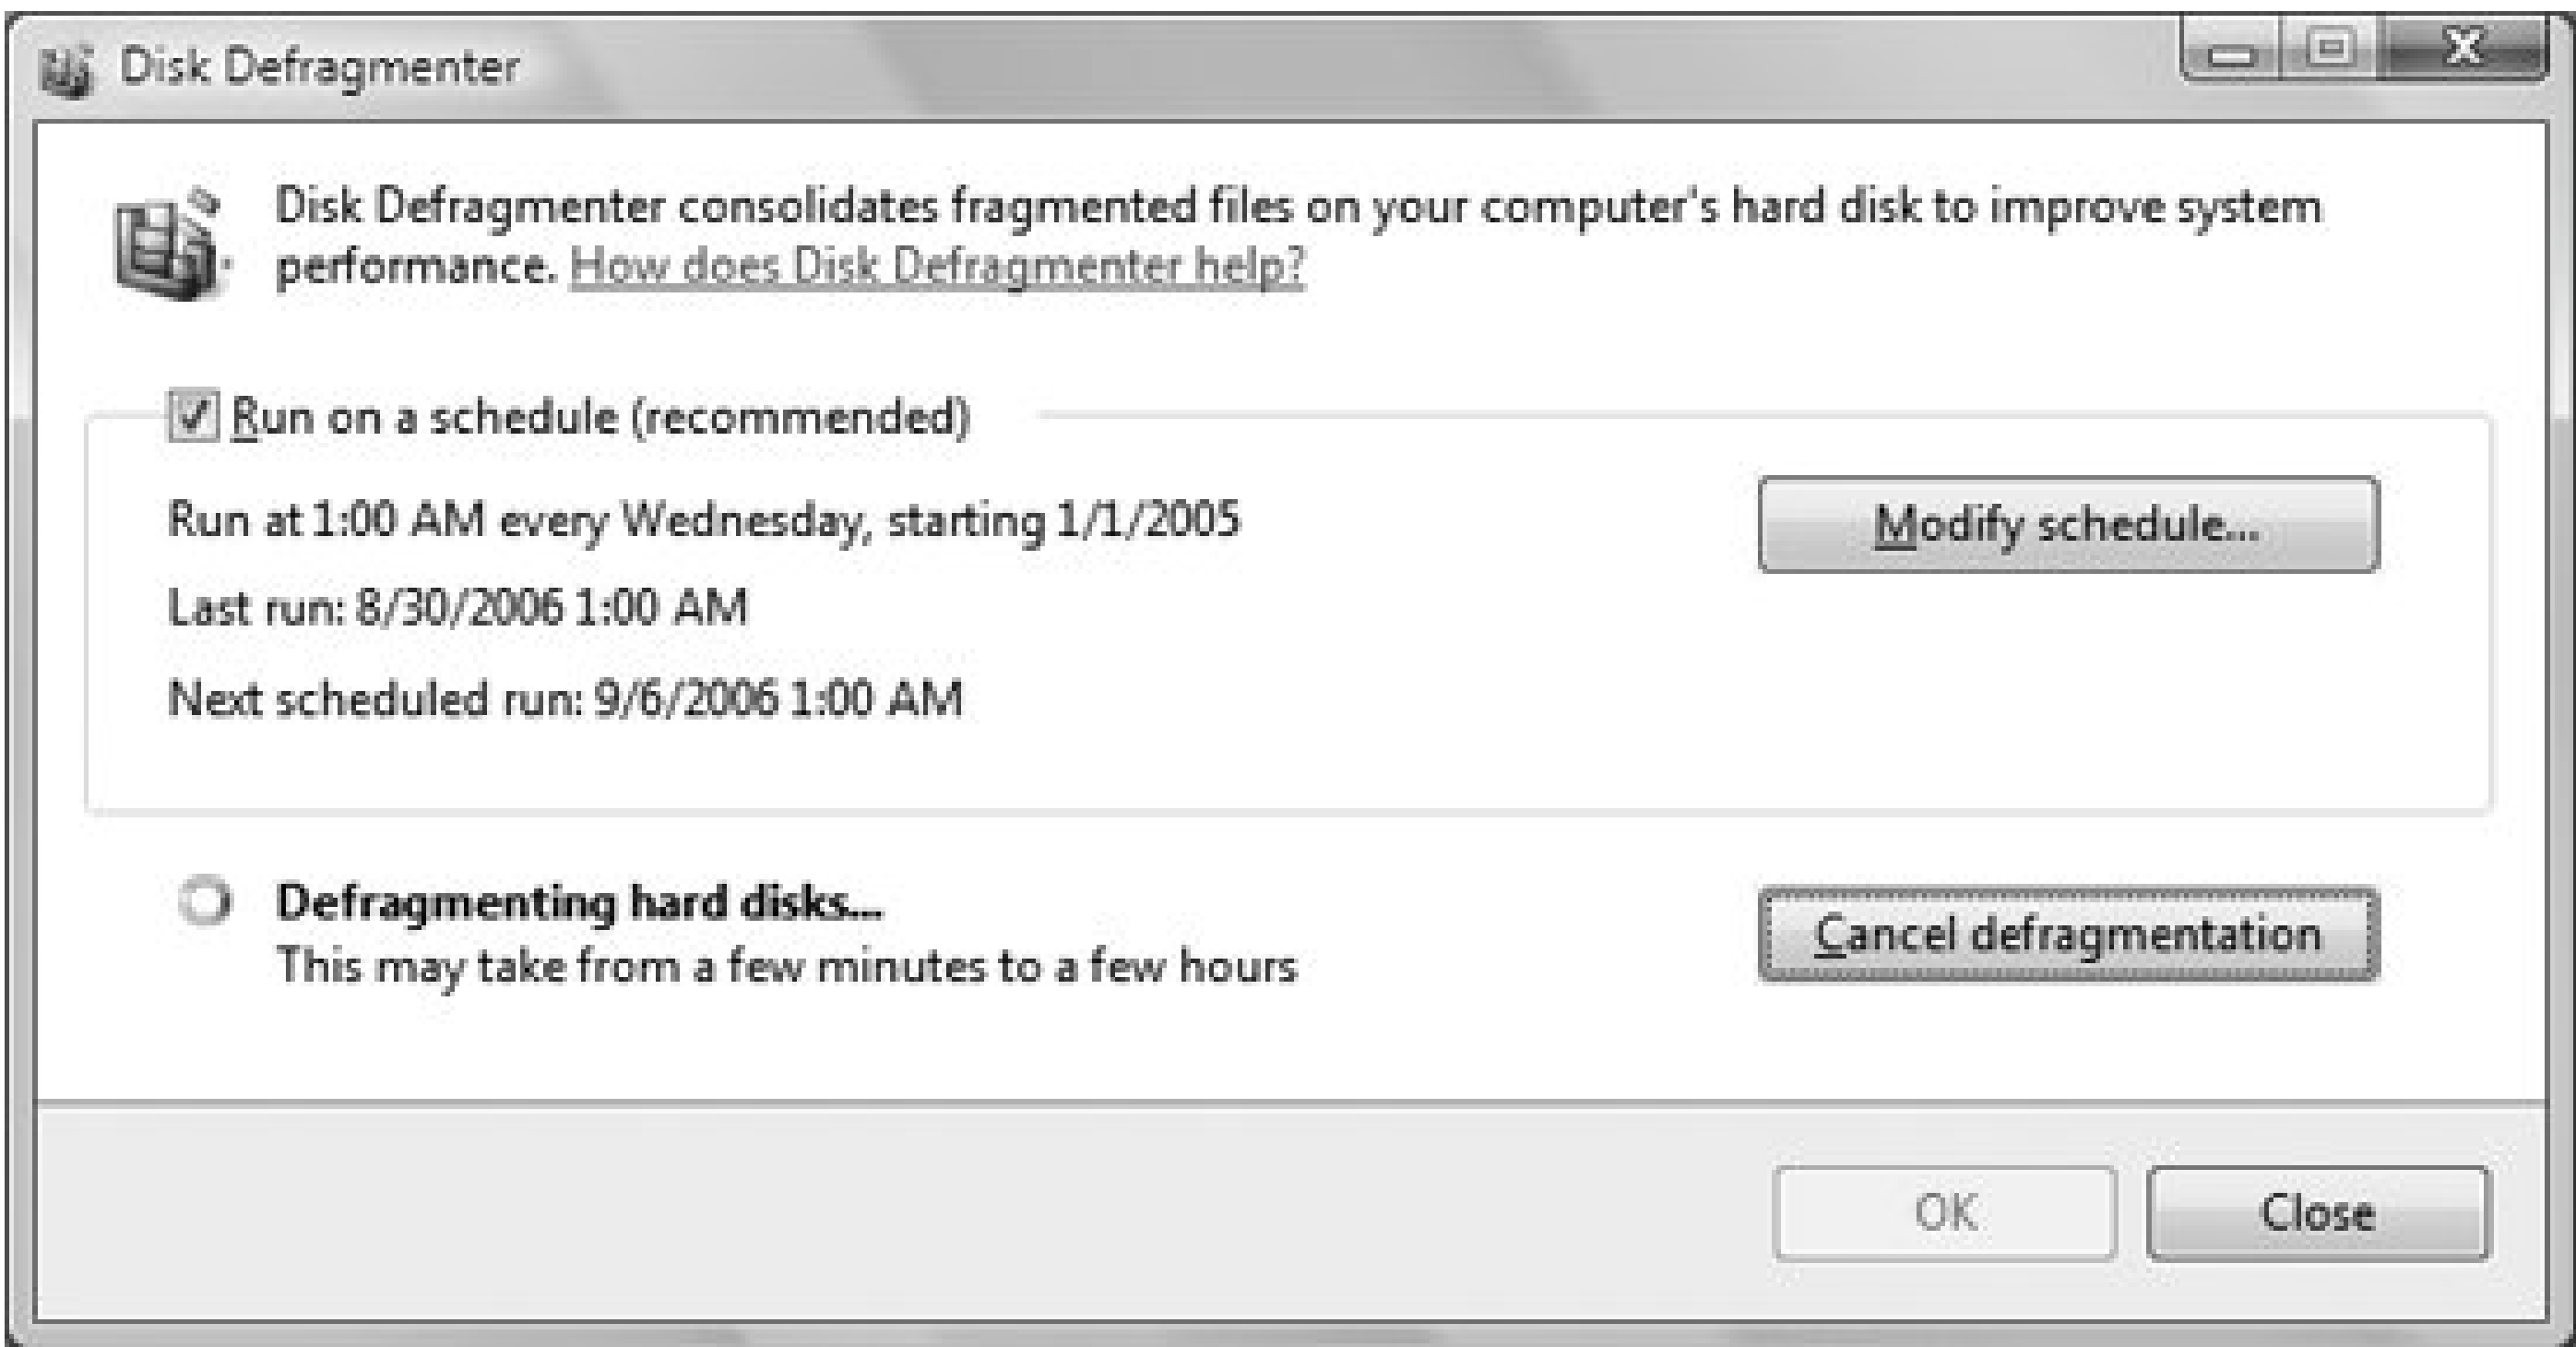 Disk Defragmenter
Disk Defragmenter consolidates fragmented files on your computer's hard disk to improve system
performance. How does Disk Defragmenter help?
Run on a schedule (recommended)
Run at 1:00 AM every Wednesday, starting 1/1/2005
Modify schedule...
Last run: 8/30/2006 1:00 AM
Next scheduled run: 9/6/2006 1:00 AM
Defragmenting hard disks...
This may take from a few minutes to a few hours
Cancel defragmentation
OK
Close